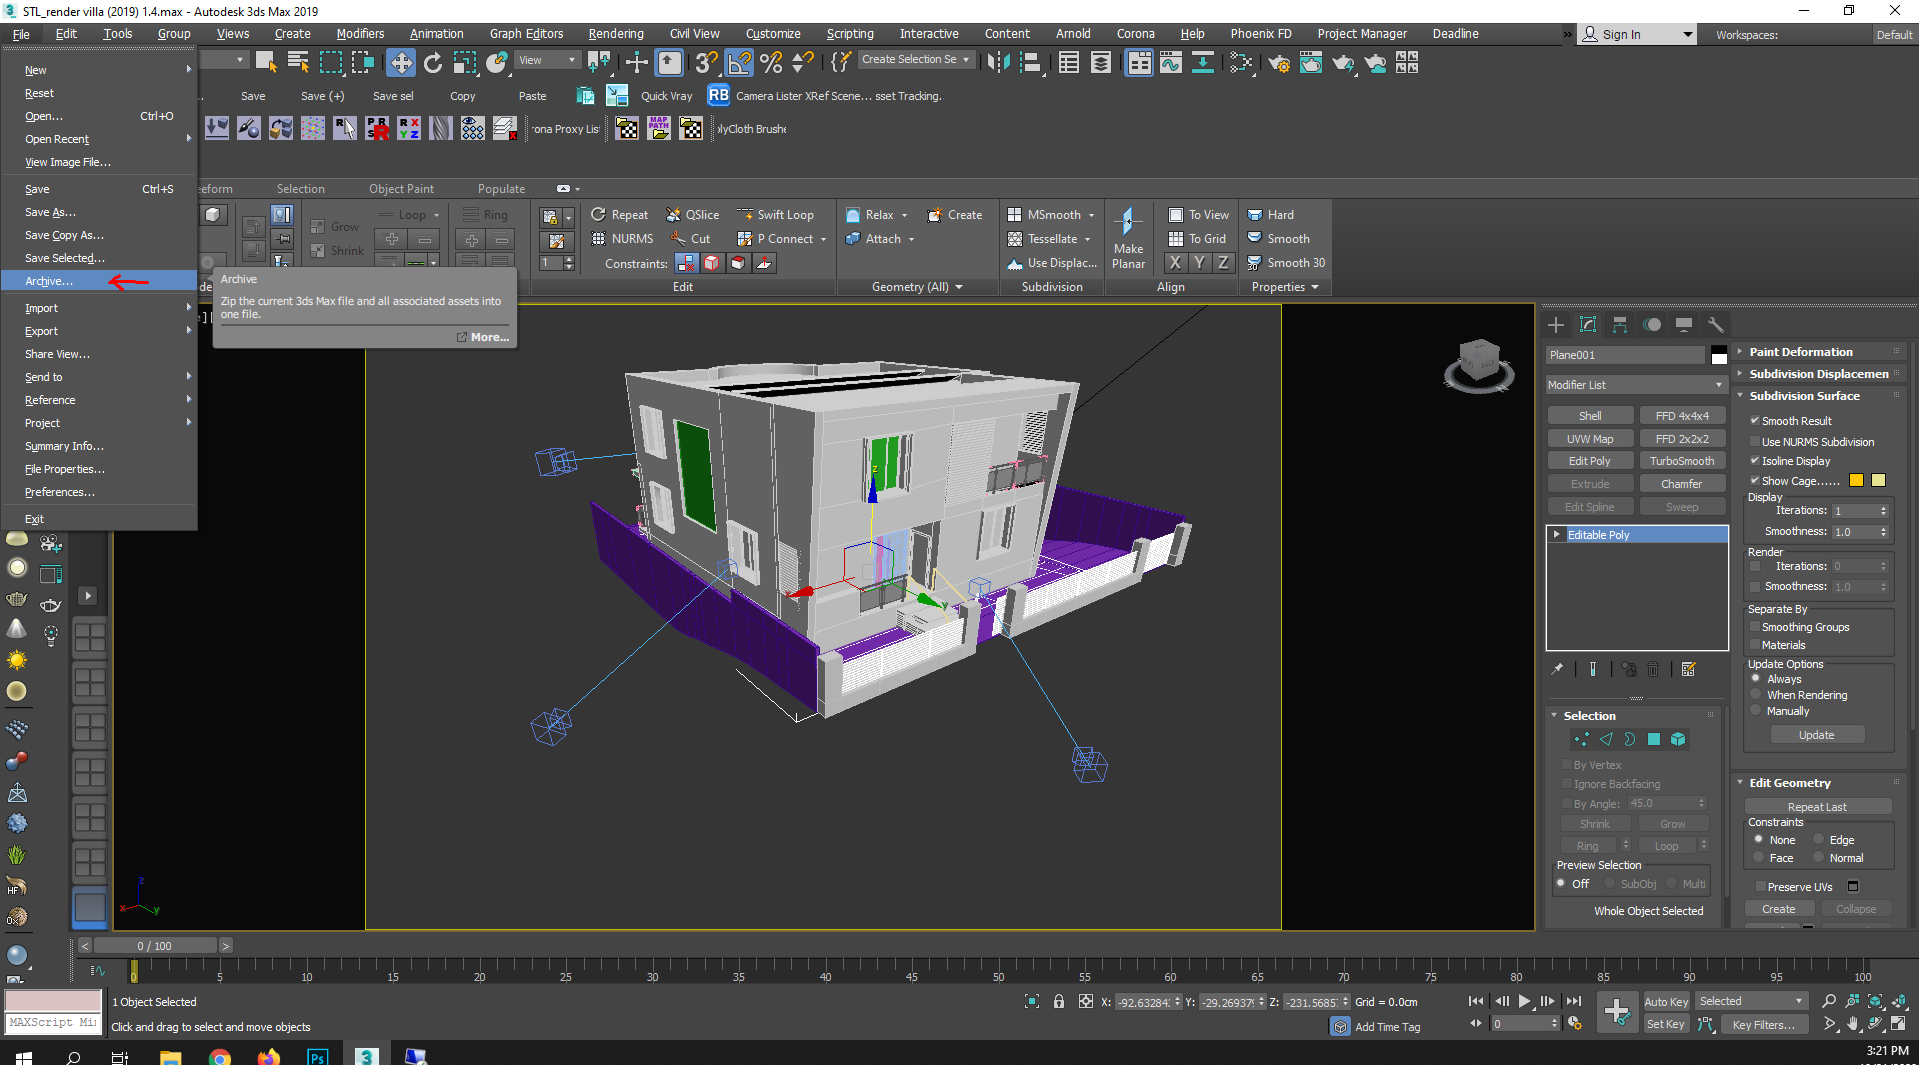 STL_render villa (2019) 1.4.max - Autodesk 3ds Max 2019
File Edit Tools Group Views Create Modifiers Animation Graph Editors Rendering Civil View Customize Scripting Interactive Content Arnold Corona Help Phoenix FD Project Manager Deadline » Sign In Workspaces: Default
View
Create Selection Se
Save Save (+) Save sel Copy Paste Quick Vray RB Camera Lister XRef Scene... sset Tracking..
rona Proxy List
MAP PATH
olyCloth Brushe
New
Reset
Open... Ctrl+O
Open Recent
View Image File...
Save Ctrl+S
Save As...
Save Copy As...
Save Selected...
Archive...
Import
Export
Share View...
Send to
Reference
Project
Summary Info...
File Properties...
Preferences...
Exit
Archive
Zip the current 3ds Max file and all associated assets into
one file.
More...
eeform Selection Object Paint Populate
Loop Ring
Grow
Shrink
1
Repeat QSlice Swift Loop
NURMS Cut P Connect
Constraints:
Edit
Relax Create
Attach
Geometry (All)
MSmooth
Tessellate
Use Displac...
Subdivision
Make
Planar
To View
To Grid
X Y Z
Align
Hard
Smooth
Smooth 30
Properties
z
x
y
z
x
y
Plane001
Modifier List
Shell FFD 4x4x4
UVW Map FFD 2x2x2
Edit Poly TurboSmooth
Extrude Chamfer
Edit Spline Sweep
Editable Poly
Selection
By Vertex
Ignore Backfacing
By Angle: 45.0
Shrink Grow
Ring Loop
Preview Selection
Off SubObj Multi
Whole Object Selected
Paint Deformation
Subdivision Displacemen
Subdivision Surface
Smooth Result
Use NURMS Subdivision
Isoline Display
Show Cage......
Display
Iterations: 1
Smoothness: 1.0
Render
Iterations: 0
Smoothness: 1.0
Separate By
Smoothing Groups
Materials
Update Options
Always
When Rendering
Manually
Update
Edit Geometry
Repeat Last
Constraints
None Edge
Face Normal
Preserve UVs
Create Collapse
HF
< 0 / 100 >
0 5 10 15 20 25 30 35 40 45 50 55 60 65 70 75 80 85 90 95 100
1 Object Selected
X: -92.63284 Y: -29.26937 Z: -231.5685 Grid = 0.0cm
Auto Key Selected
MAXScript Mi
Click and drag to select and move objects
Add Time Tag
0
Set Key Key Filters...
Ps
3
3:21 PM